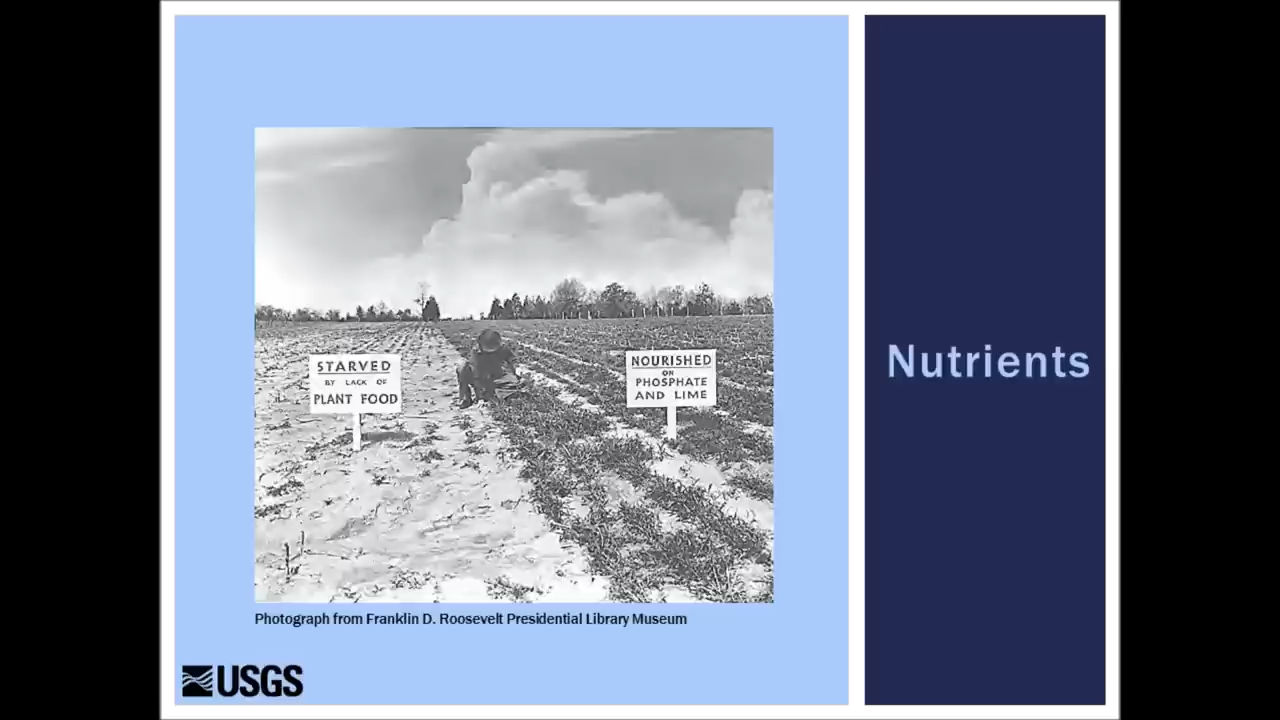 STARVED
BY LACK OF
PLANT FOOD
NOURISHED
ON
PHOSPHATE
AND LIME
Photograph from Franklin D. Roosevelt Presidential Library Museum
USGS
Nutrients